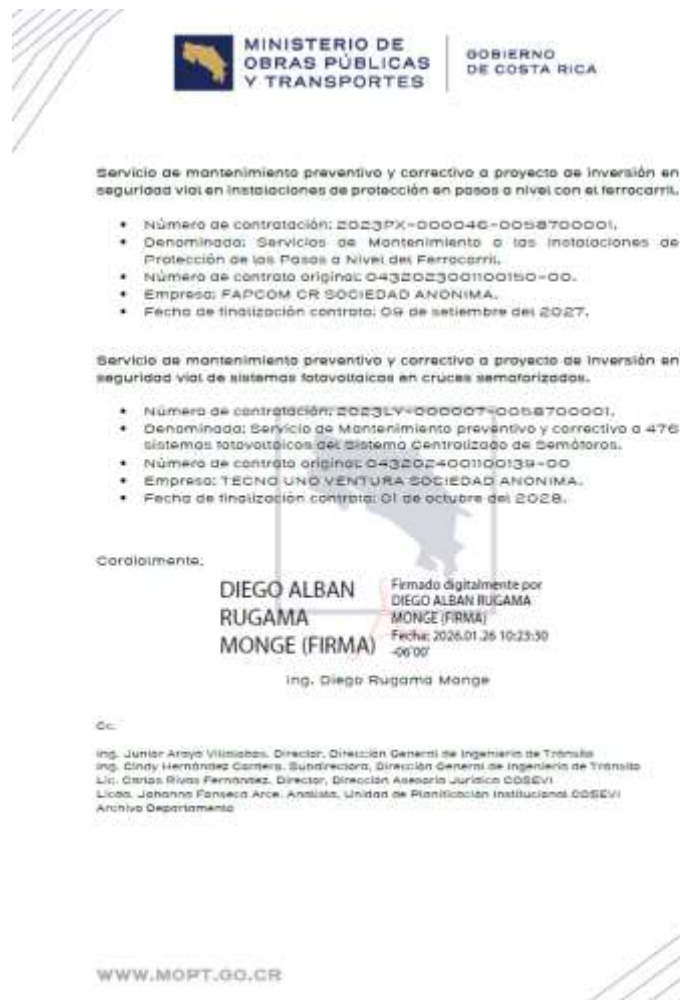 MINISTERIO DE
OBRAS PÚBLICAS
Y TRANSPORTES
GOBIERNO
DE COSTA RICA
Servicio de mantenimiento preventivo y correctivo a proyecto de inversión en
seguridad vial en instalaciones de protección en pasos a nivel con el ferrocarril.
• Número de contratación: 2023PX-000046-0058700001.
• Denominada: Servicios de Mantenimiento a las Instalaciones de
Protección de los Pasos a Nivel del Ferrocarril.
• Número de contrato original: 0432023001100150-00.
• Empresa: FAPCOM CR SOCIEDAD ANONIMA.
• Fecha de finalización contrato: 09 de setiembre del 2027.
Servicio de mantenimiento preventivo y correctivo a proyecto de inversión en
seguridad vial de sistemas fotovoltaicos en cruces semaforizados.
• Número de contratación: 2023LY-000007-0058700001.
• Denominada: Servicio de Mantenimiento preventivo y correctivo a 476
sistemas fotovoltaicos del Sistema Centralizado de Semáforos.
• Número de contrato original: 0432024001100139-00
• Empresa: TECNO UNO VENTURA SOCIEDAD ANONIMA.
• Fecha de finalización contrato: 01 de octubre del 2028.
Cordialmente,
DIEGO ALBAN
RUGAMA
MONGE (FIRMA)
Firmado digitalmente por
DIEGO ALBAN RUGAMA
MONGE (FIRMA)
Fecha: 2026.01.26 10:23:30
-06'00'
Ing. Diego Rugama Monge
Cc.
Ing. Junior Araya Villalobos, Director, Dirección General de Ingeniería de Tránsito
Ing. Cindy Hernández Cordero, Subdirectora, Dirección General de Ingeniería de Tránsito
Lic. Carlos Rivas Fernández, Director, Dirección Asesoría Jurídica COSEVI
Licda. Johanna Fonseca Arce, Analista, Unidad de Planificación Institucional COSEVI
Archivo Departamento
WWW.MOPT.GO.CR